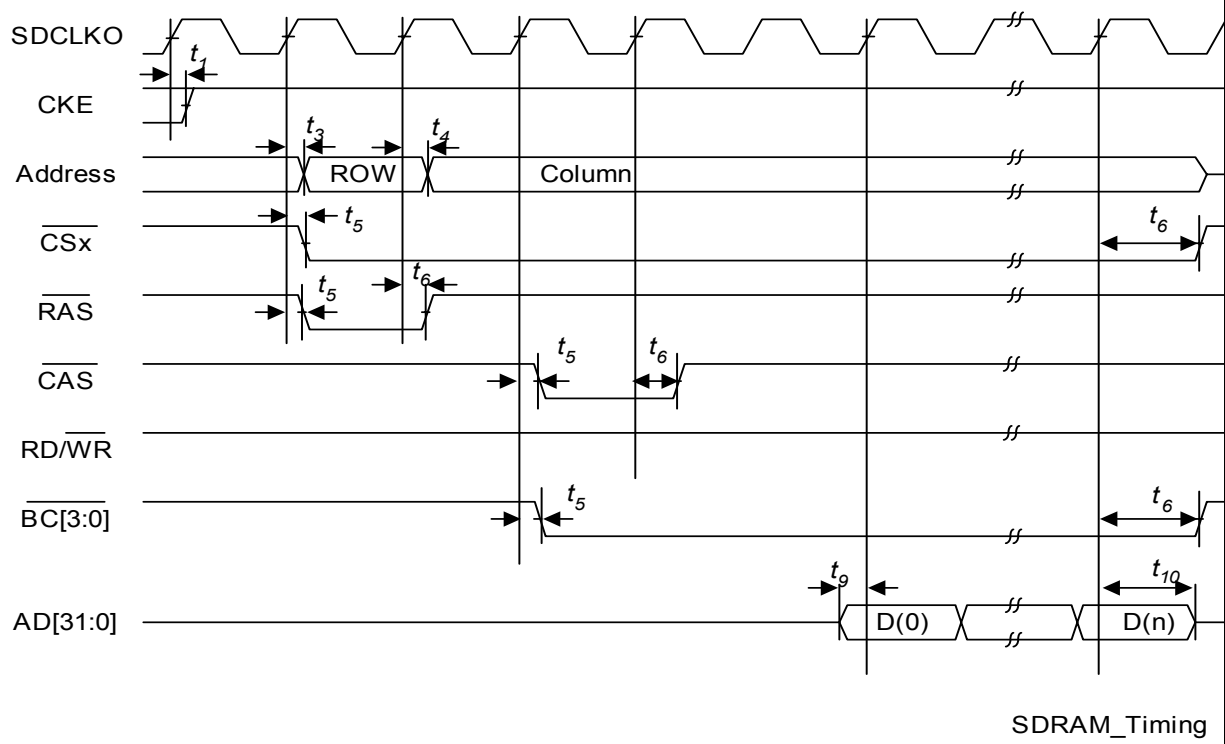 SDCLKO
t1
CKE
t3 t4
Address ROW Column
t5 t6
CSx
t5 t6
RAS
t5 t6
CAS
RD/WR
t5 t6
BC[3:0]
t9 t10
AD[31:0] D(0) D(n)
SDRAM_Timing